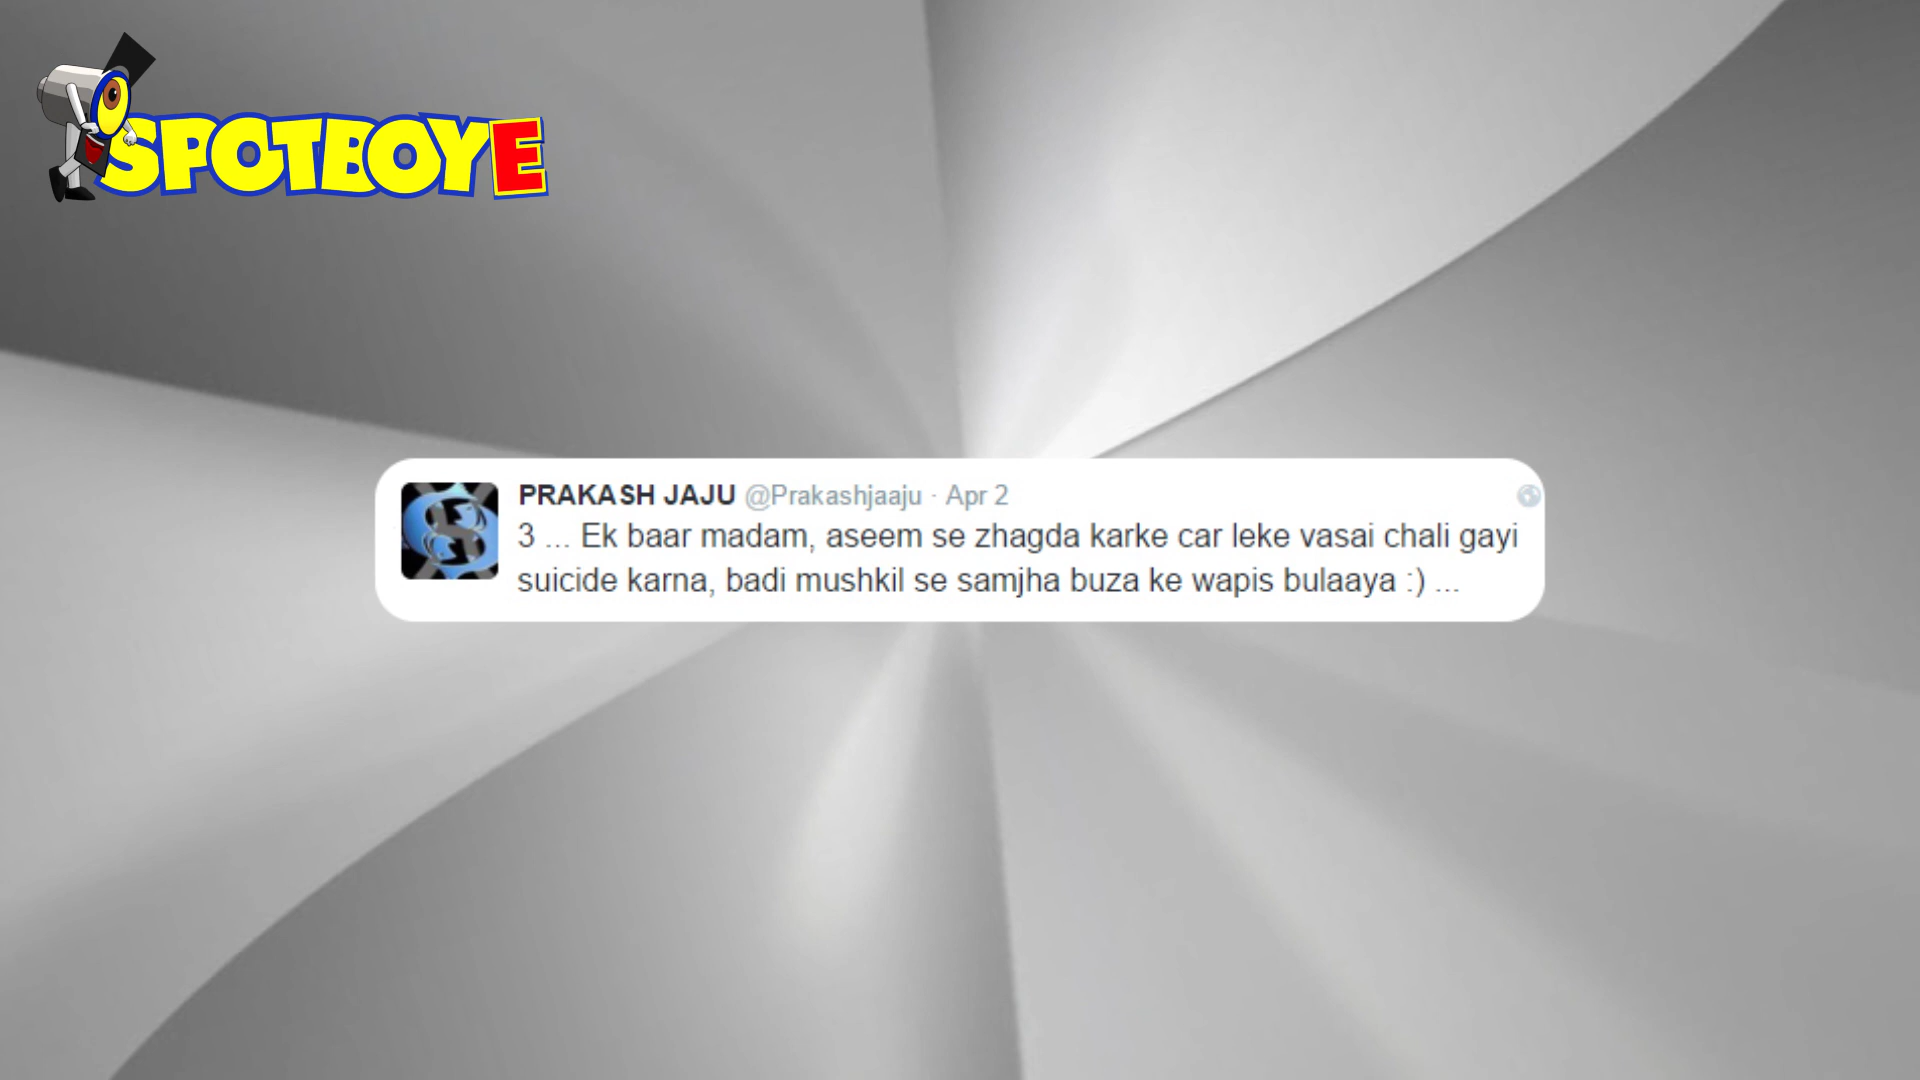 SPOTBOYE
PRAKASH JAJU @Prakashjaaju · Apr 2
3 ... Ek baar madam, aseem se zhagda karke car leke vasai chali gayi
suicide karna, badi mushkil se samjha buza ke wapis bulaaya :) ...